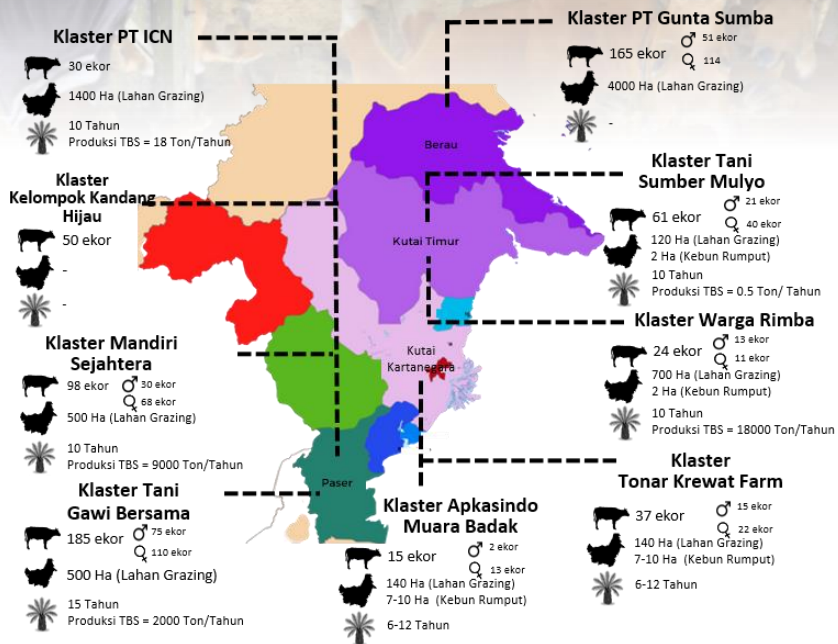 Klaster PT ICN
30 ekor
1400 Ha (Lahan Grazing)
10 Tahun
Produksi TBS = 18 Ton/Tahun
Klaster
Kelompok Kandang
Hijau
50 ekor
-
-
Klaster Mandiri
Sejahtera
98 ekor
30 ekor
68 ekor
500 Ha (Lahan Grazing)
10 Tahun
Produksi TBS = 9000 Ton/Tahun
Klaster Tani
Gawi Bersama
185 ekor
75 ekor
110 ekor
500 Ha (Lahan Grazing)
15 Tahun
Produksi TBS = 2000 Ton/Tahun
Berau
Kutai Timur
Kutai
Kartanegara
Paser
Klaster Apkasindo
Muara Badak
15 ekor
2 ekor
13 ekor
140 Ha (Lahan Grazing)
7-10 Ha (Kebun Rumput)
6-12 Tahun
Klaster PT Gunta Sumba
165 ekor
51 ekor
114
4000 Ha (Lahan Grazing)
-
Klaster Tani
Sumber Mulyo
61 ekor
21 ekor
40 ekor
120 Ha (Lahan Grazing)
2 Ha (Kebun Rumput)
10 Tahun
Produksi TBS = 0.5 Ton/ Tahun
Klaster Warga Rimba
24 ekor
13 ekor
11 ekor
700 Ha (Lahan Grazing)
2 Ha (Kebun Rumput)
10 Tahun
Produksi TBS = 18000 Ton/Tahun
Klaster
Tonar Krewat Farm
37 ekor
15 ekor
22 ekor
140 Ha (Lahan Grazing)
7-10 Ha (Kebun Rumput)
6-12 Tahun